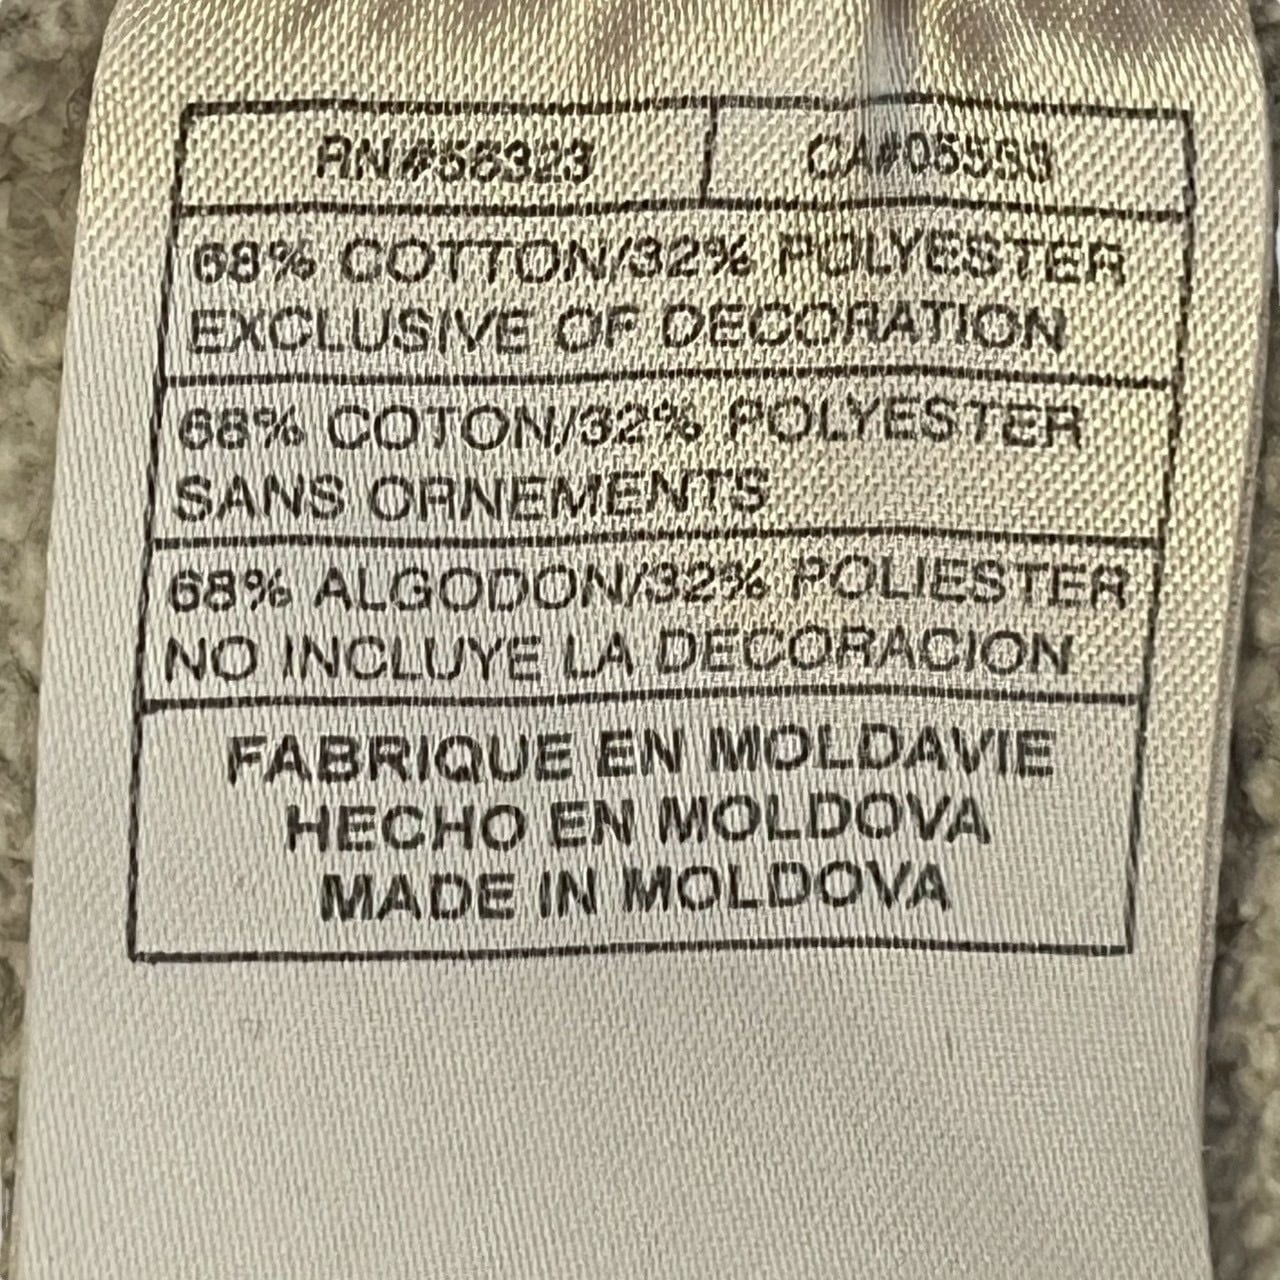 RN#56323 CA#05553
68% COTTON/32% POLYESTER
EXCLUSIVE OF DECORATION
68% COTON/32% POLYESTER
SANS ORNEMENTS
68% ALGODON/32% POLIESTER
NO INCLUYE LA DECORACION
FABRIQUE EN MOLDAVIE
HECHO EN MOLDOVA
MADE IN MOLDOVA